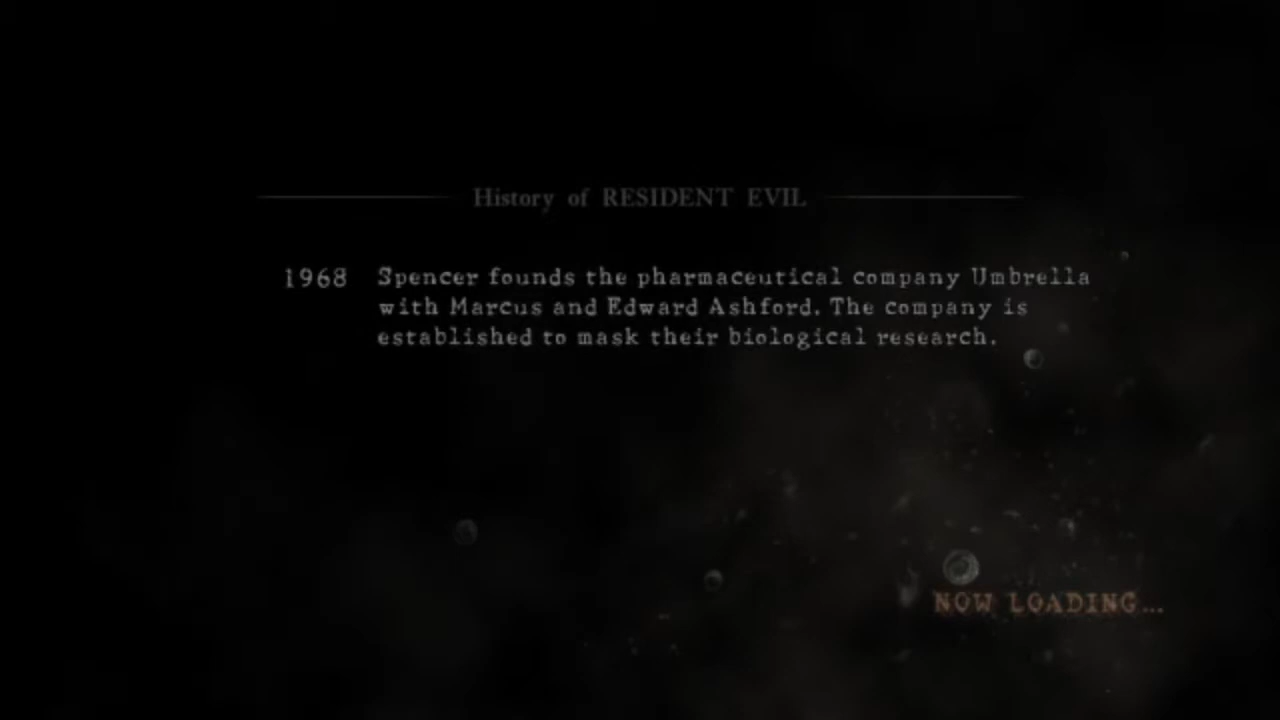 History of RESIDENT EVIL
1968 Spencer founds the pharmaceutical company Umbrella
with Marcus and Edward Ashford. The company is
established to mask their biological research.
NOW LOADING...